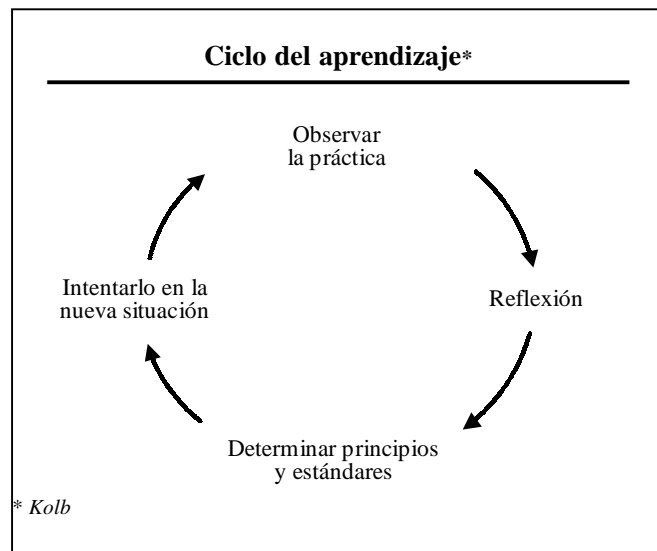 Ciclo del aprendizaje*
Observar
la práctica
Reflexión
Determinar principios
y estándares
Intentarlo en la
nueva situación
* Kolb